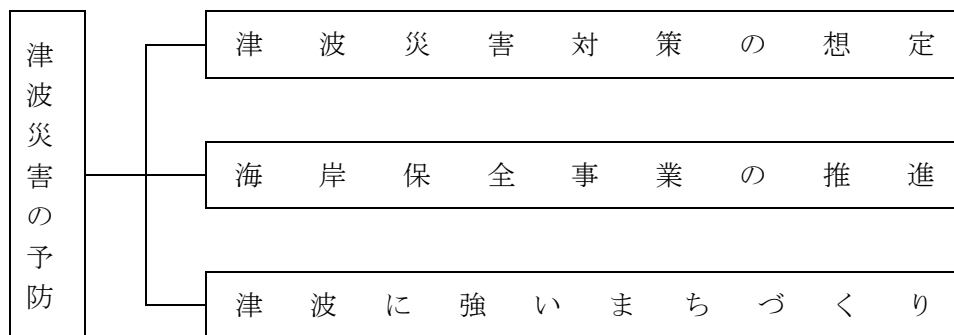 津波災害の予防
津波災害対策の想定
海岸保全事業の推進
津波に強いまちづくり